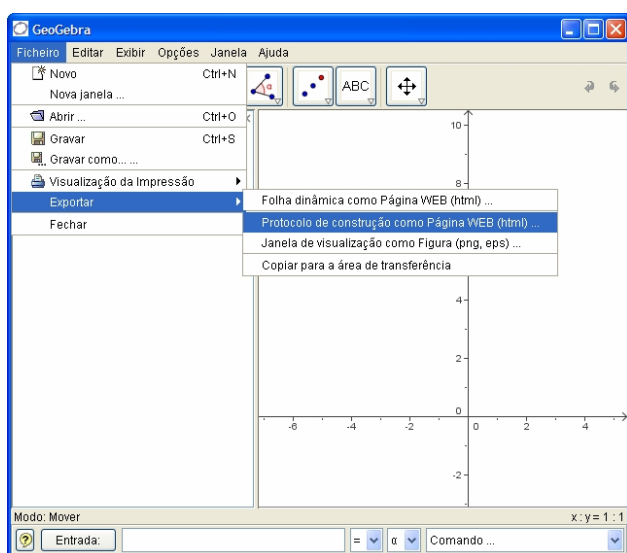 GeoGebra
Ficheiro Editar Exibir Opções Janela Ajuda
Novo Ctrl+N
Nova janela ...
Abrir ... Ctrl+O
Gravar Ctrl+S
Gravar como... ...
Visualização da Impressão
Exportar
Fechar
Folha dinâmica como Página WEB (html) ...
Protocolo de construção como Página WEB (html) ...
Janela de visualização como Figura (png, eps) ...
Copiar para a área de transferência
α ABC
10
8
4
2
0
-6 -4 -2 0 2 4
-2
Modo: Mover x : y = 1 : 1
? Entrada: = α Comando ...